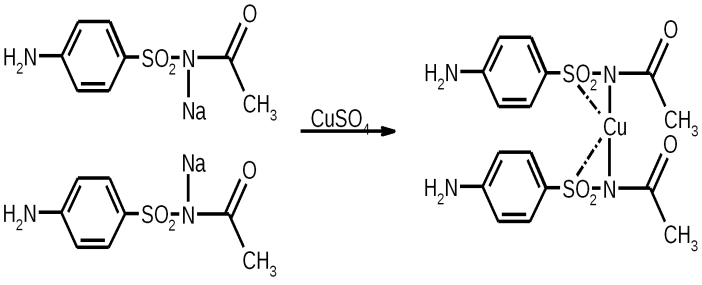 O
H₂N SO₂ N
Na CH₃
CuSO₄
Na
O
H₂N SO₂ N
CH₃
O
H₂N SO₂ N
CH₃
Cu
O
H₂N SO₂ N
CH₃